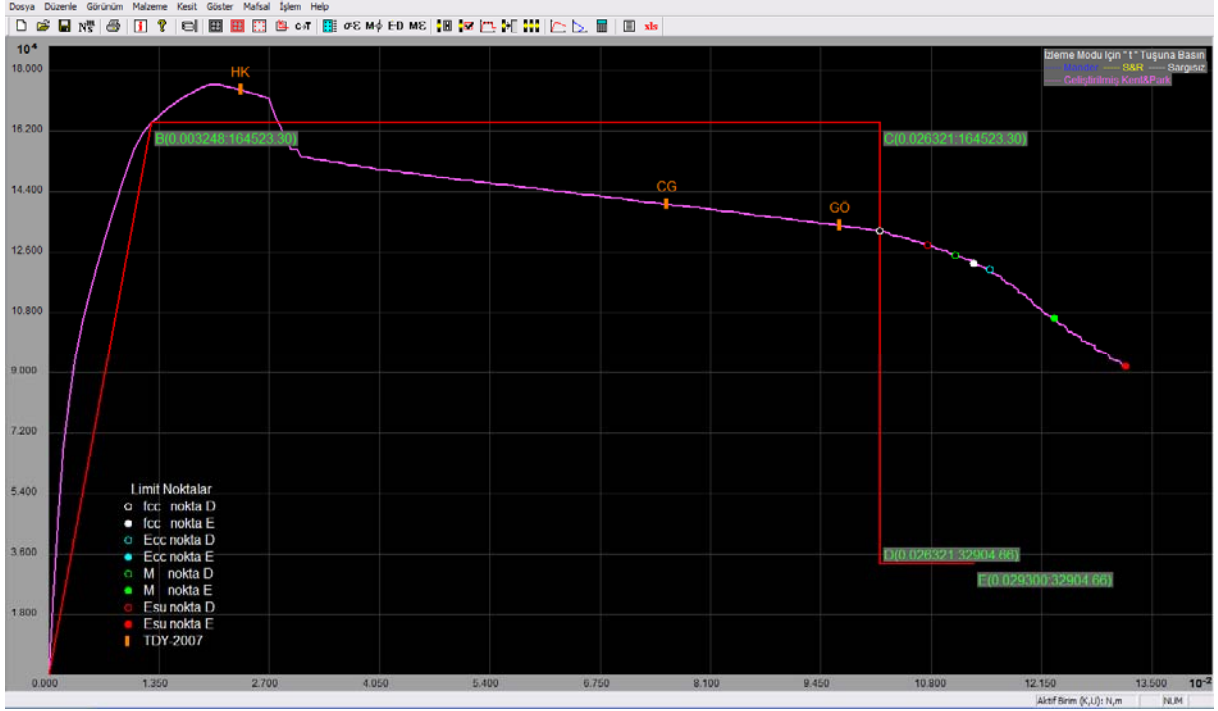 Dosya Düzenle Görünüm Malzeme Kesit Göster Mafsal İşlem Help
xls
10⁴
İzleme Modu İçin "t" Tuşuna Basın
Mander S&R Sargısız
Geliştirilmiş Kent&Park
18.000
16.200
14.400
12.600
10.800
9.000
7.200
5.400
3.600
1.800
HK
B(0.003248:164523.30)
C(0.026321:164523.30)
CG
GÖ
D(0.026321:32904.66)
E(0.029300:32904.66)
Limit Noktalar
fcc nokta D
fcc nokta E
Ecc nokta D
Ecc nokta E
M nokta D
M nokta E
Esu nokta D
Esu nokta E
TDY-2007
0.000 1.350 2.700 4.050 5.400 6.750 8.100 9.450 10.800 12.150 13.500 10⁻²
Aktif Birim (K,U): N,m NUM